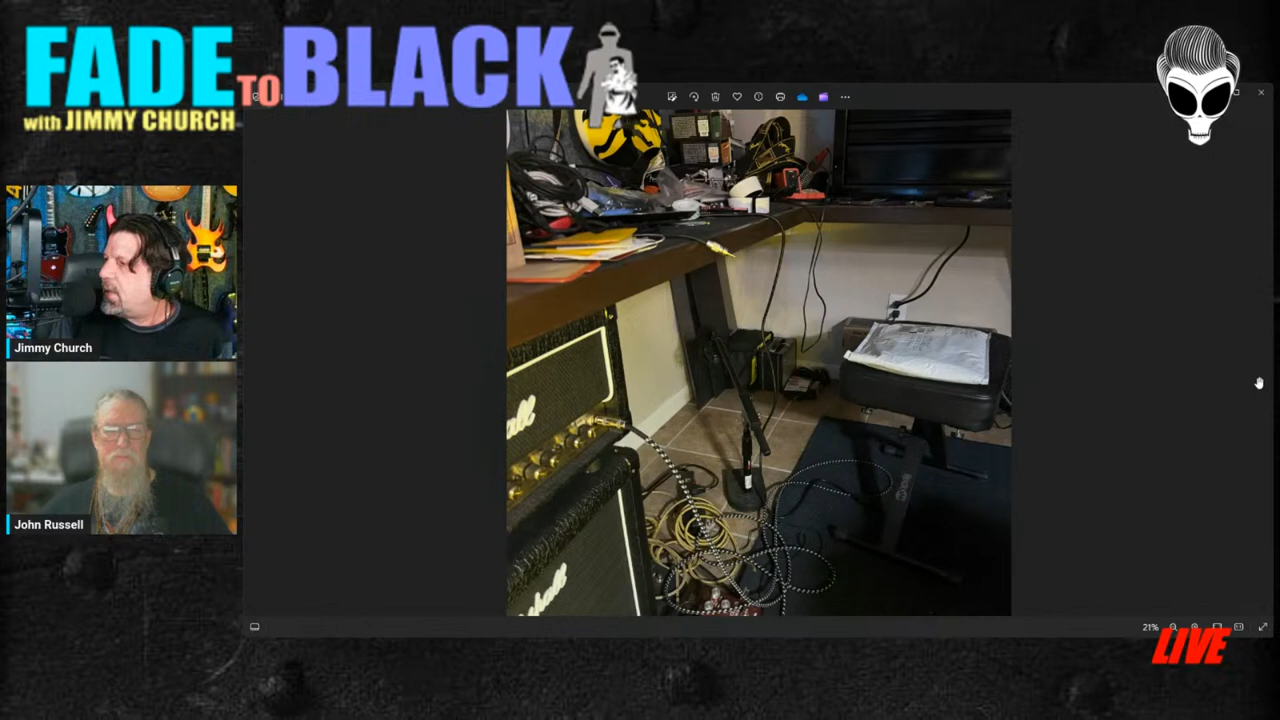 FADE TO BLACK
with JIMMY CHURCH
Jimmy Church
John Russell
21%
LIVE